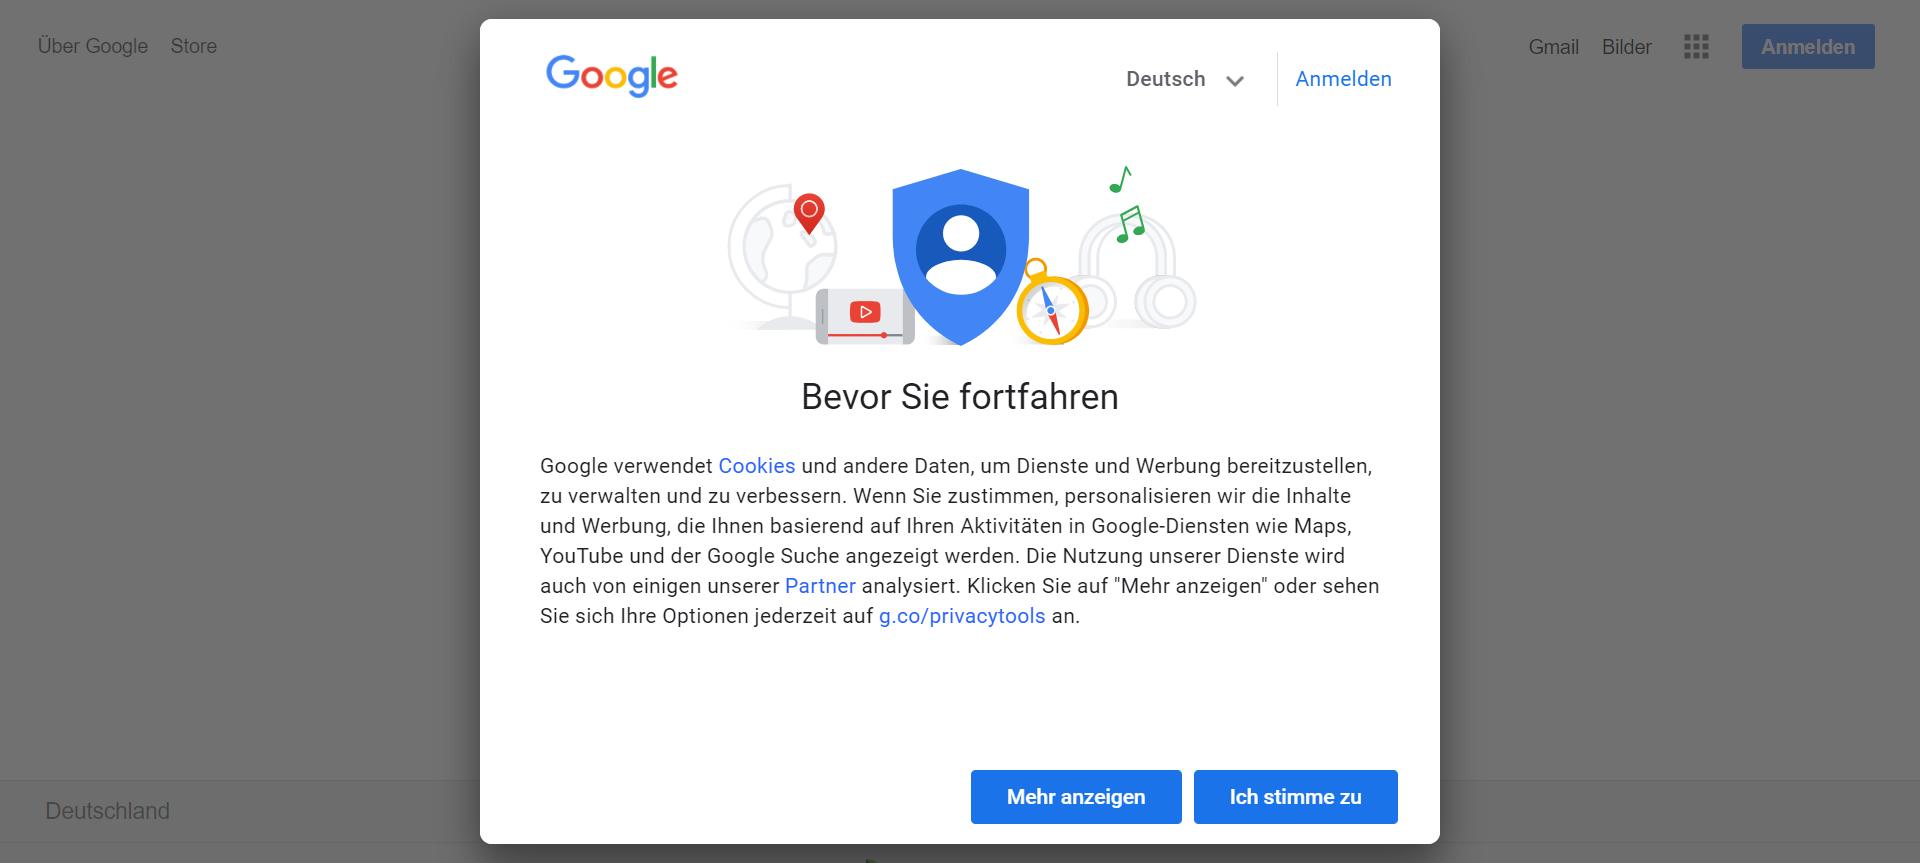 Über Google Store
Gmail Bilder Anmelden
Google
Deutsch Anmelden
Bevor Sie fortfahren
Google verwendet Cookies und andere Daten, um Dienste und Werbung bereitzustellen,
zu verwalten und zu verbessern. Wenn Sie zustimmen, personalisieren wir die Inhalte
und Werbung, die Ihnen basierend auf Ihren Aktivitäten in Google-Diensten wie Maps,
YouTube und der Google Suche angezeigt werden. Die Nutzung unserer Dienste wird
auch von einigen unserer Partner analysiert. Klicken Sie auf "Mehr anzeigen" oder sehen
Sie sich Ihre Optionen jederzeit auf g.co/privacytools an.
Mehr anzeigen Ich stimme zu
Deutschland